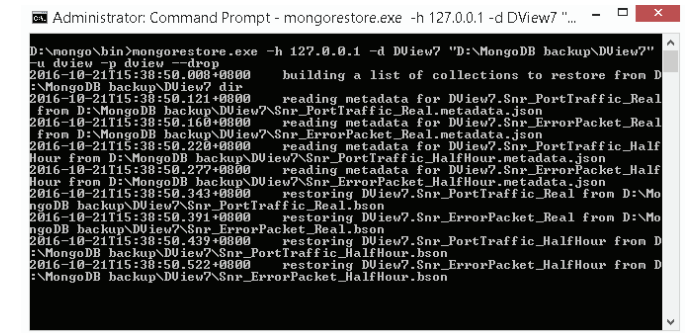 Administrator: Command Prompt - mongorestore.exe -h 127.0.0.1 -d DView7 "...
D:\mongo\bin>mongorestore.exe -h 127.0.0.1 -d DView7 "D:\MongoDB backup\DView7"
-u dview -p dview --drop
2016-10-21T15:38:50.008+0800 building a list of collections to restore from D
:\MongoDB backup\DView7 dir
2016-10-21T15:38:50.121+0800 reading metadata for DView7.Snr_PortTraffic_Real
from D:\MongoDB backup\DView7\Snr_PortTraffic_Real.metadata.json
2016-10-21T15:38:50.160+0800 reading metadata for DView7.Snr_ErrorPacket_Real
from D:\MongoDB backup\DView7\Snr_ErrorPacket_Real.metadata.json
2016-10-21T15:38:50.220+0800 reading metadata for DView7.Snr_PortTraffic_Half
Hour from D:\MongoDB backup\DView7\Snr_PortTraffic_HalfHour.metadata.json
2016-10-21T15:38:50.277+0800 reading metadata for DView7.Snr_ErrorPacket_Half
Hour from D:\MongoDB backup\DView7\Snr_ErrorPacket_HalfHour.metadata.json
2016-10-21T15:38:50.343+0800 restoring DView7.Snr_PortTraffic_Real from D:\Mo
ngoDB backup\DView7\Snr_PortTraffic_Real.bson
2016-10-21T15:38:50.391+0800 restoring DView7.Snr_ErrorPacket_Real from D:\Mo
ngoDB backup\DView7\Snr_ErrorPacket_Real.bson
2016-10-21T15:38:50.439+0800 restoring DView7.Snr_PortTraffic_HalfHour from D
:\MongoDB backup\DView7\Snr_PortTraffic_HalfHour.bson
2016-10-21T15:38:50.522+0800 restoring DView7.Snr_ErrorPacket_HalfHour from D
:\MongoDB backup\DView7\Snr_ErrorPacket_HalfHour.bson